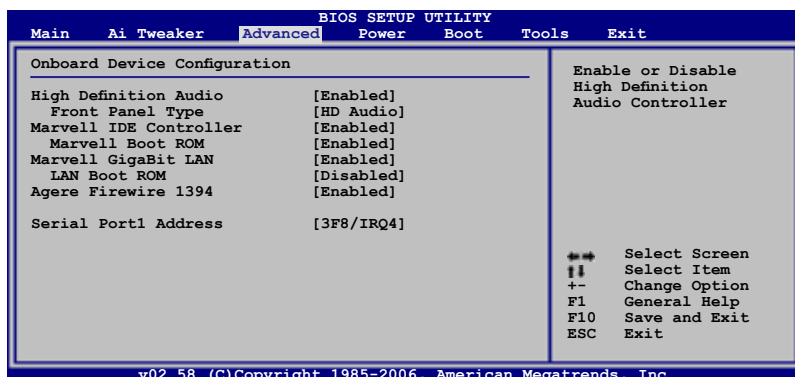 BIOS SETUP UTILITY
Main Ai Tweaker Advanced Power Boot Tools Exit
Onboard Device Configuration
High Definition Audio [Enabled]
Front Panel Type [HD Audio]
Marvell IDE Controller [Enabled]
Marvell Boot ROM [Enabled]
Marvell GigaBit LAN [Enabled]
LAN Boot ROM [Disabled]
Agere Firewire 1394 [Enabled]
Serial Port1 Address [3F8/IRQ4]
Enable or Disable
High Definition
Audio Controller
Select Screen
Select Item
+- Change Option
F1 General Help
F10 Save and Exit
ESC Exit
v02.58 (C)Copyright 1985-2006, American Megatrends, Inc.